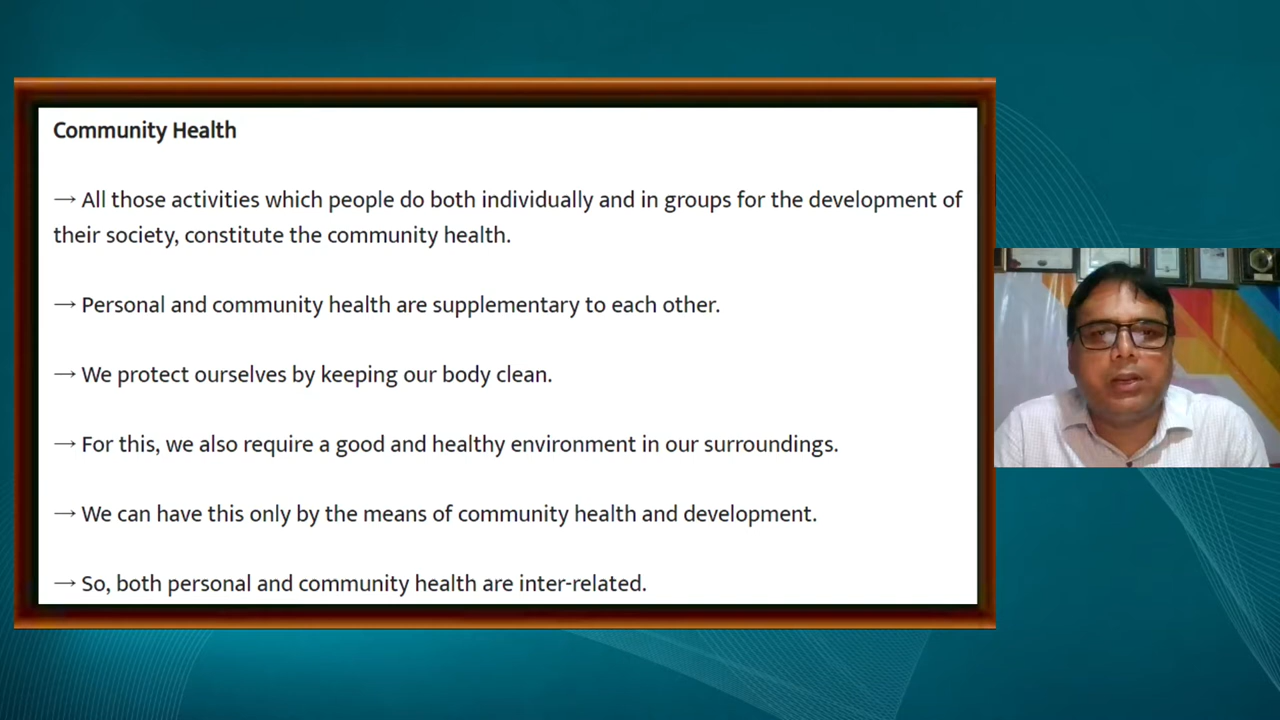 Community Health
→ All those activities which people do both individually and in groups for the development of
their society, constitute the community health.
→ Personal and community health are supplementary to each other.
→ We protect ourselves by keeping our body clean.
→ For this, we also require a good and healthy environment in our surroundings.
→ We can have this only by the means of community health and development.
→ So, both personal and community health are inter-related.